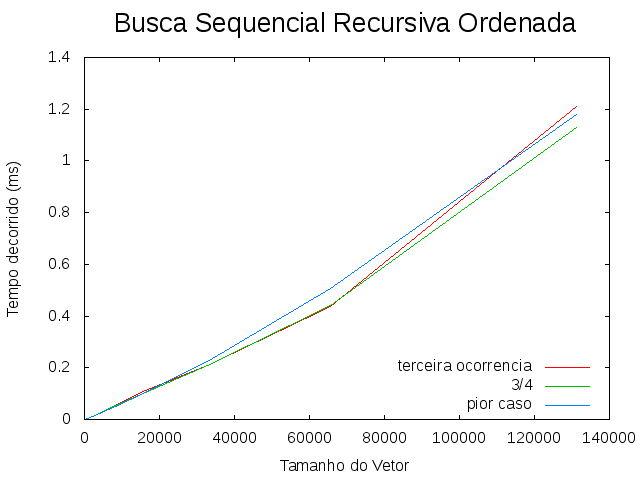 Busca Sequencial Recursiva Ordenada
1.4
1.2
1
0.8
0.6
0.4
0.2
0
Tempo decorrido (ms)
terceira ocorrencia
3/4
pior caso
0 20000 40000 60000 80000 100000 120000 140000
Tamanho do Vetor